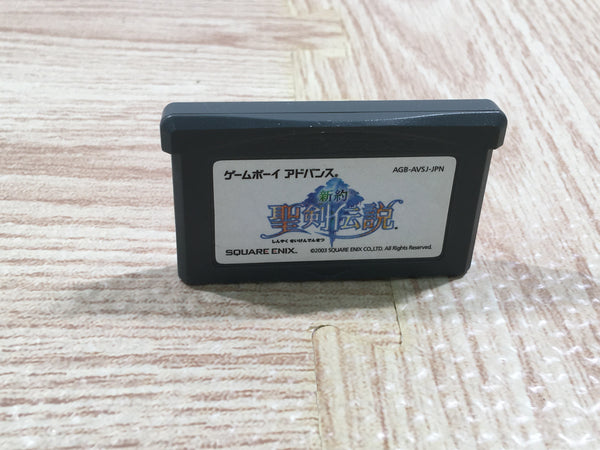 ゲームボーイ アドバンス®
AGB-AVSJ-JPN
新約
聖剣伝説™
しんやく せいけんでんせつ
SQUARE ENIX.
©2003 SQUARE ENIX CO.,LTD. All Rights Reserved.